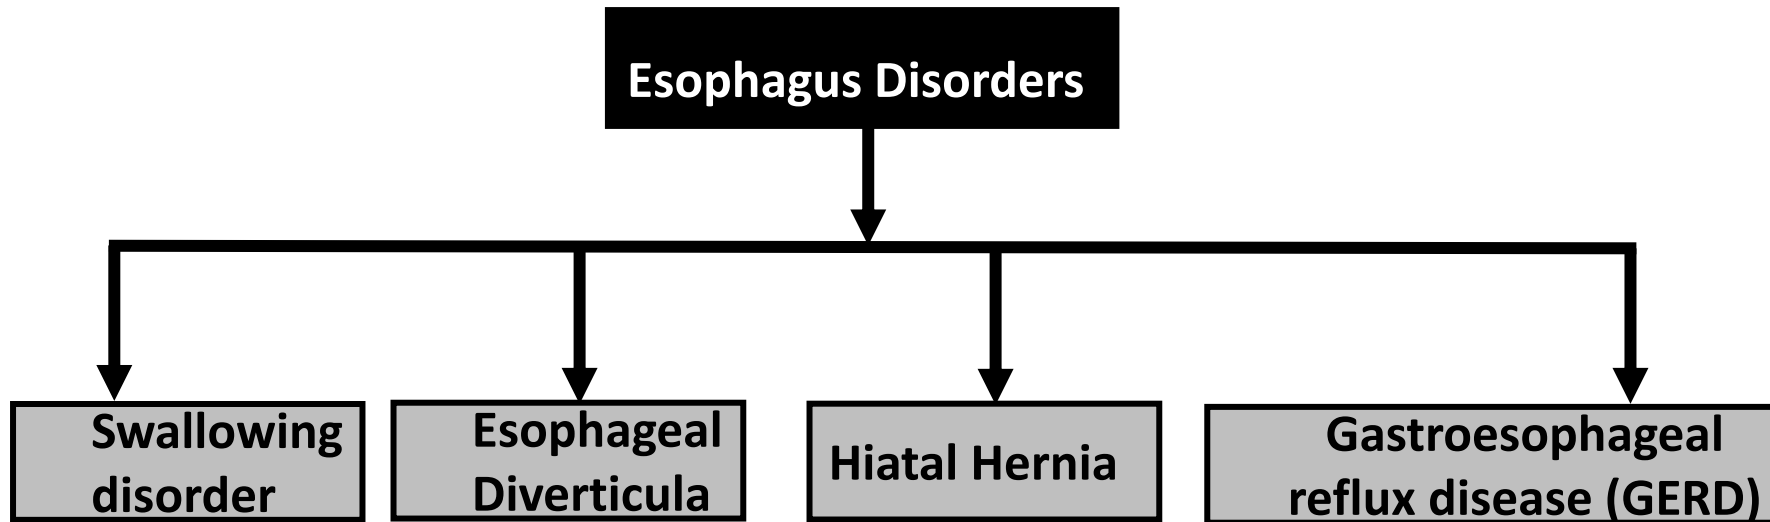 Esophagus Disorders
Swallowing
disorder
Esophageal
Diverticula
Hiatal Hernia
Gastroesophageal
reflux disease (GERD)